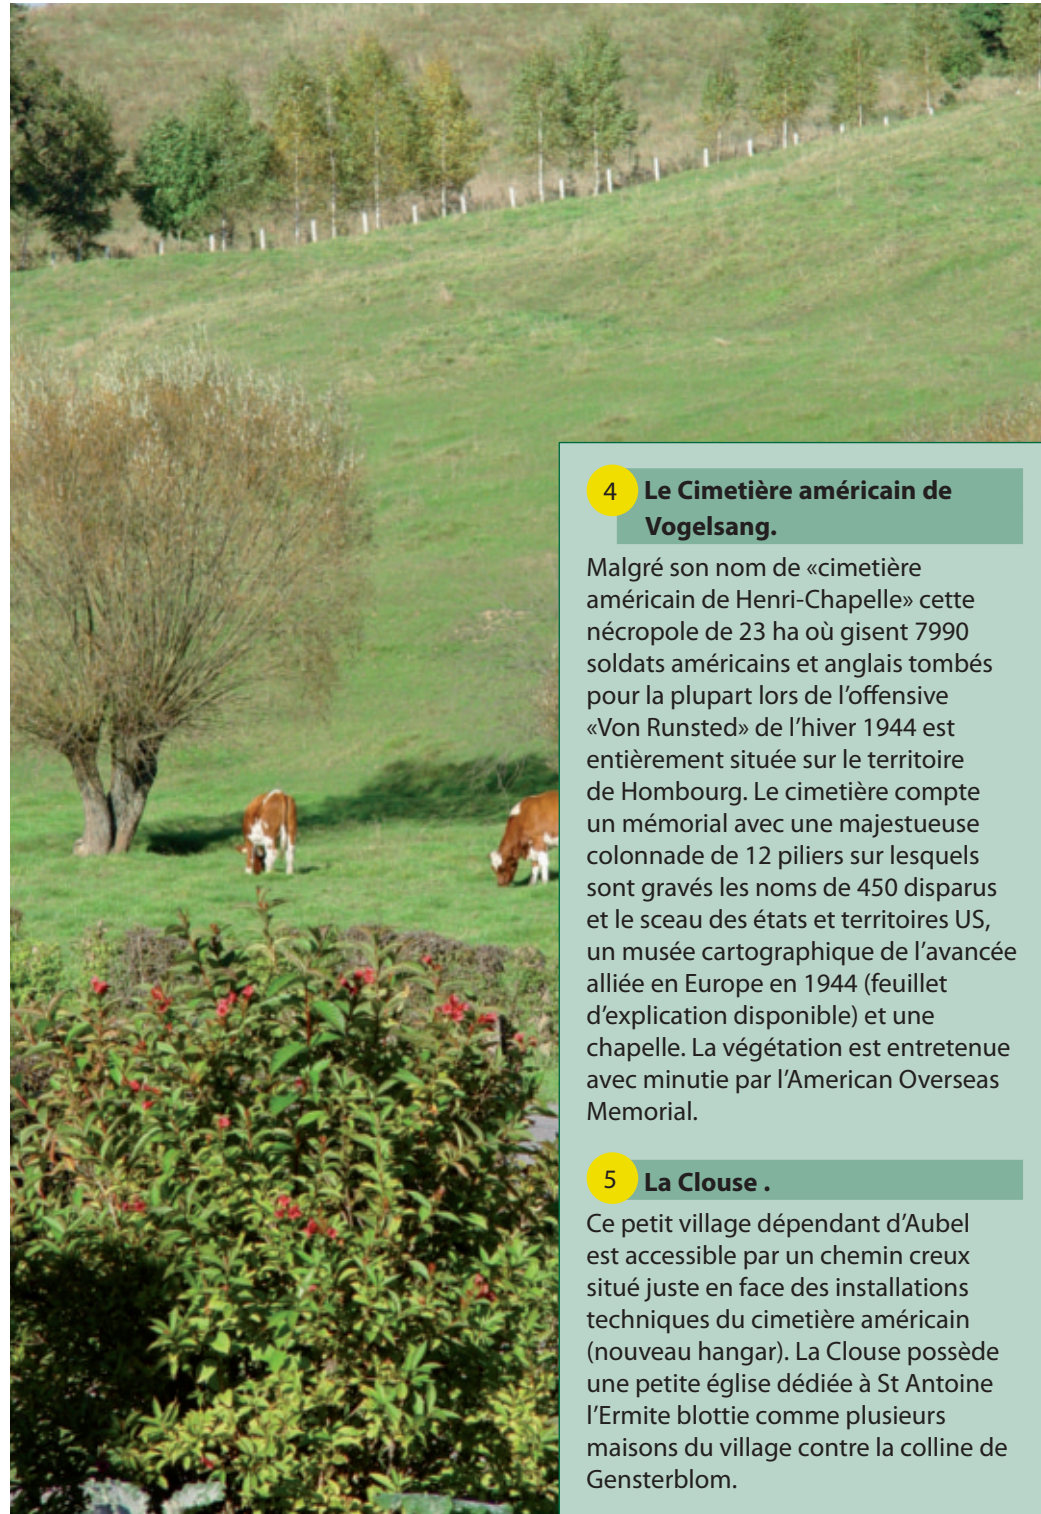 4 Le Cimetière américain de
Vogelsang.
Malgré son nom de «cimetière
américain de Henri-Chapelle» cette
nécropole de 23 ha où gisent 7990
soldats américains et anglais tombés
pour la plupart lors de l’offensive
«Von Runsted» de l’hiver 1944 est
entièrement située sur le territoire
de Hombourg. Le cimetière compte
un mémorial avec une majestueuse
colonnade de 12 piliers sur lesquels
sont gravés les noms de 450 disparus
et le sceau des états et territoires US,
un musée cartographique de l’avancée
alliée en Europe en 1944 (feuillet
d’explication disponible) et une
chapelle. La végétation est entretenue
avec minutie par l’American Overseas
Memorial.
5 La Clouse .
Ce petit village dépendant d’Aubel
est accessible par un chemin creux
situé juste en face des installations
techniques du cimetière américain
(nouveau hangar). La Clouse possède
une petite église dédiée à St Antoine
l’Ermite blottie comme plusieurs
maisons du village contre la colline de
Gensterblom.